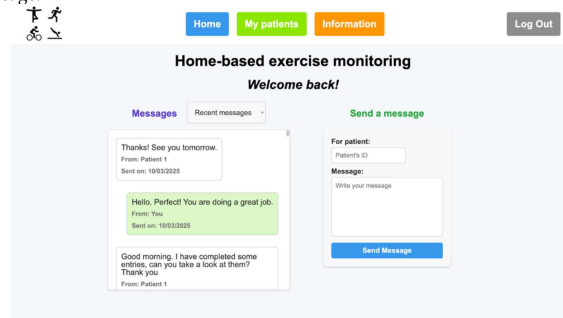 Home
My patients
Information
Log Out
Home-based exercise monitoring
Welcome back!
Messages
Recent messages
Send a message
Thanks! See you tomorrow.
From: Patient 1
Sent on: 10/03/2025
Hello. Perfect! You are doing a great job.
From: You
Sent on: 10/03/2025
Good morning. I have completed some
entries, can you take a look at them?
Thank you
From: Patient 1
For patient:
Patient's ID
Message:
Write your message
Send Message